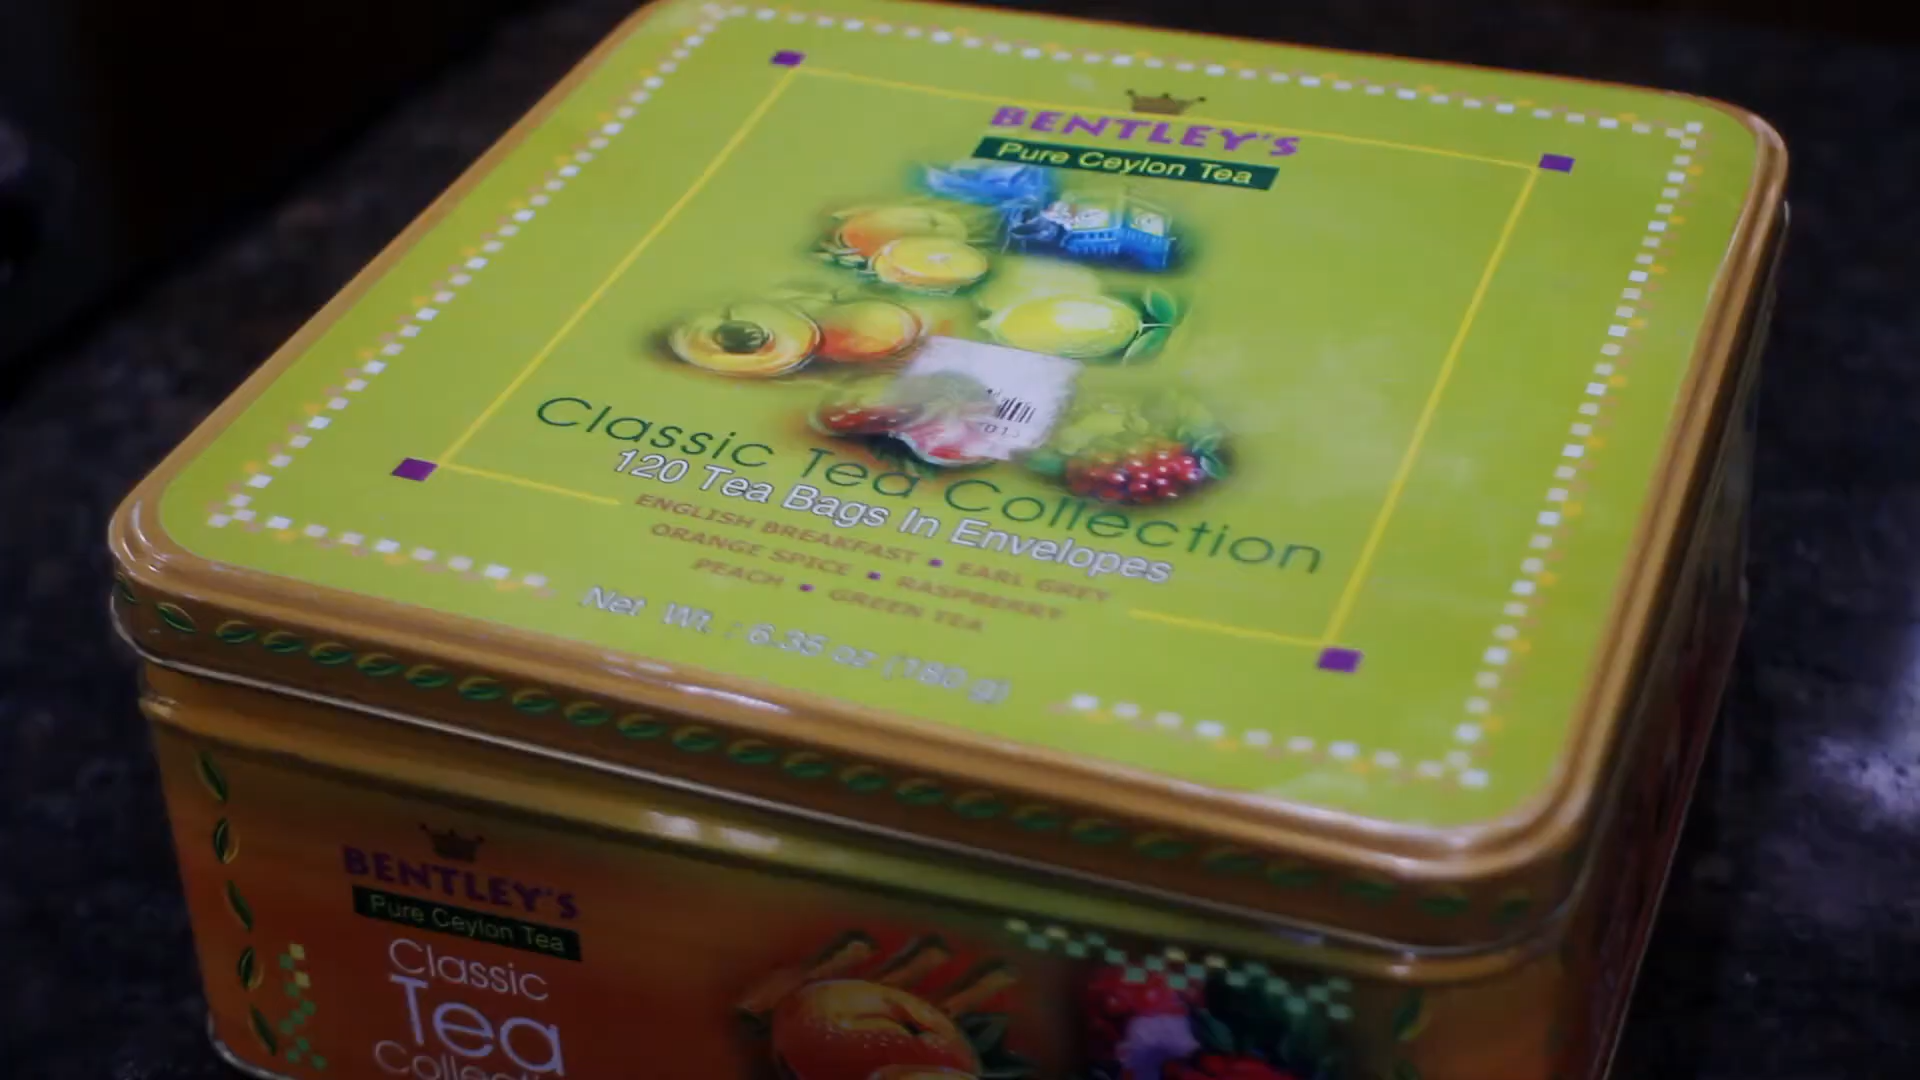 BENTLEY'S
Pure Ceylon Tea
Classic Tea Collection
120 Tea Bags In Envelopes
ENGLISH BREAKFAST • EARL GREY
ORANGE SPICE • RASPBERRY
PEACH • GREEN TEA
Net. Wt. : 6.35 oz (180 g)
BENTLEY'S
Pure Ceylon Tea
Classic
Tea